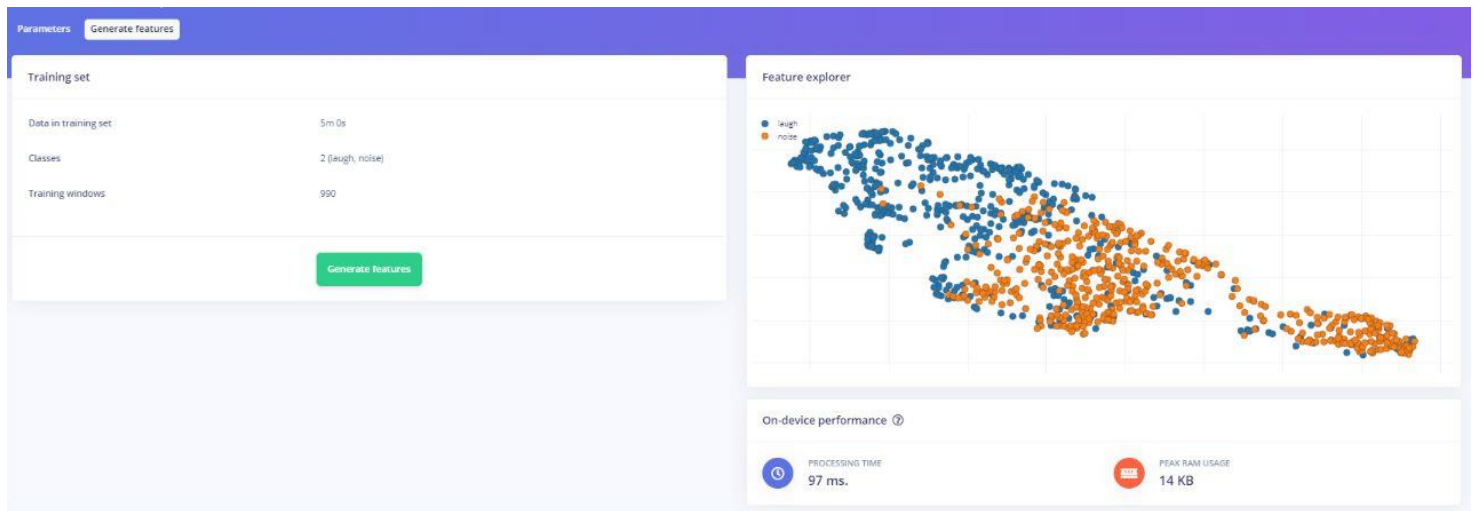 Parameters Generate features
Training set
Data in training set 5m 0s
Classes 2 (laugh, noise)
Training windows 990
Generate features
Feature explorer
laugh
noise
On-device performance ?
PROCESSING TIME
97 ms.
PEAK RAM USAGE
14 KB